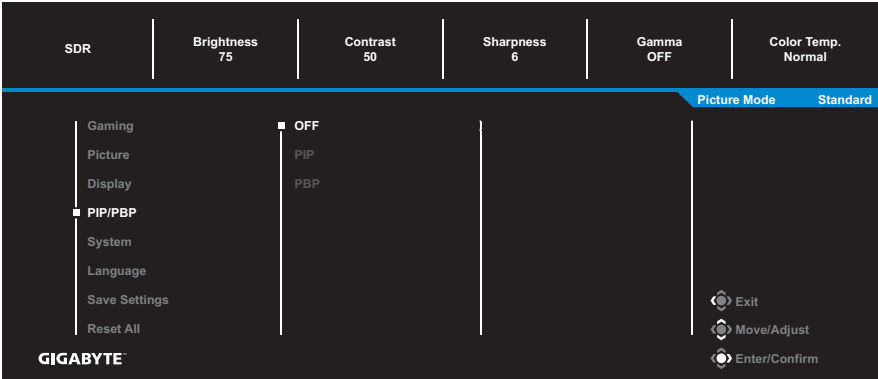 SDR
Brightness
75
Contrast
50
Sharpness
6
Gamma
OFF
Color Temp.
Normal
Picture Mode Standard
Gaming
Picture
Display
PIP/PBP
System
Language
Save Settings
Reset All
OFF
PIP
PBP
Exit
Move/Adjust
Enter/Confirm
GIGABYTE™